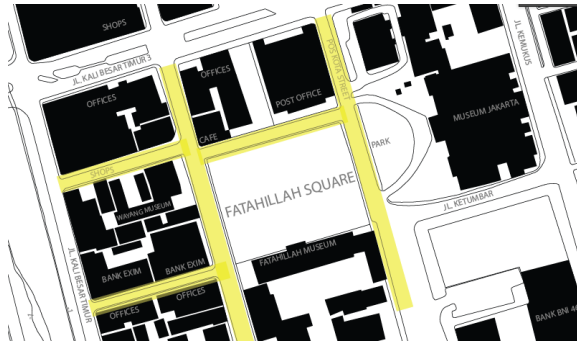 SHOPS
JL. KALI BESAR TIMUR 3
OFFICES
OFFICES
POS KOTA STREET
JL. KEMUKUS
POST OFFICE
CAFE
MUSEUM JAKARTA
PARK
SHOPS
FATAHILLAH SQUARE
WAYANG MUSEUM
JL. KETUMBAR
FATAHILLAH MUSEUM
BANK EXIM
BANK EXIM
JL. KALI BESAR TIMUR
OFFICES
OFFICES
BANK BNI 46